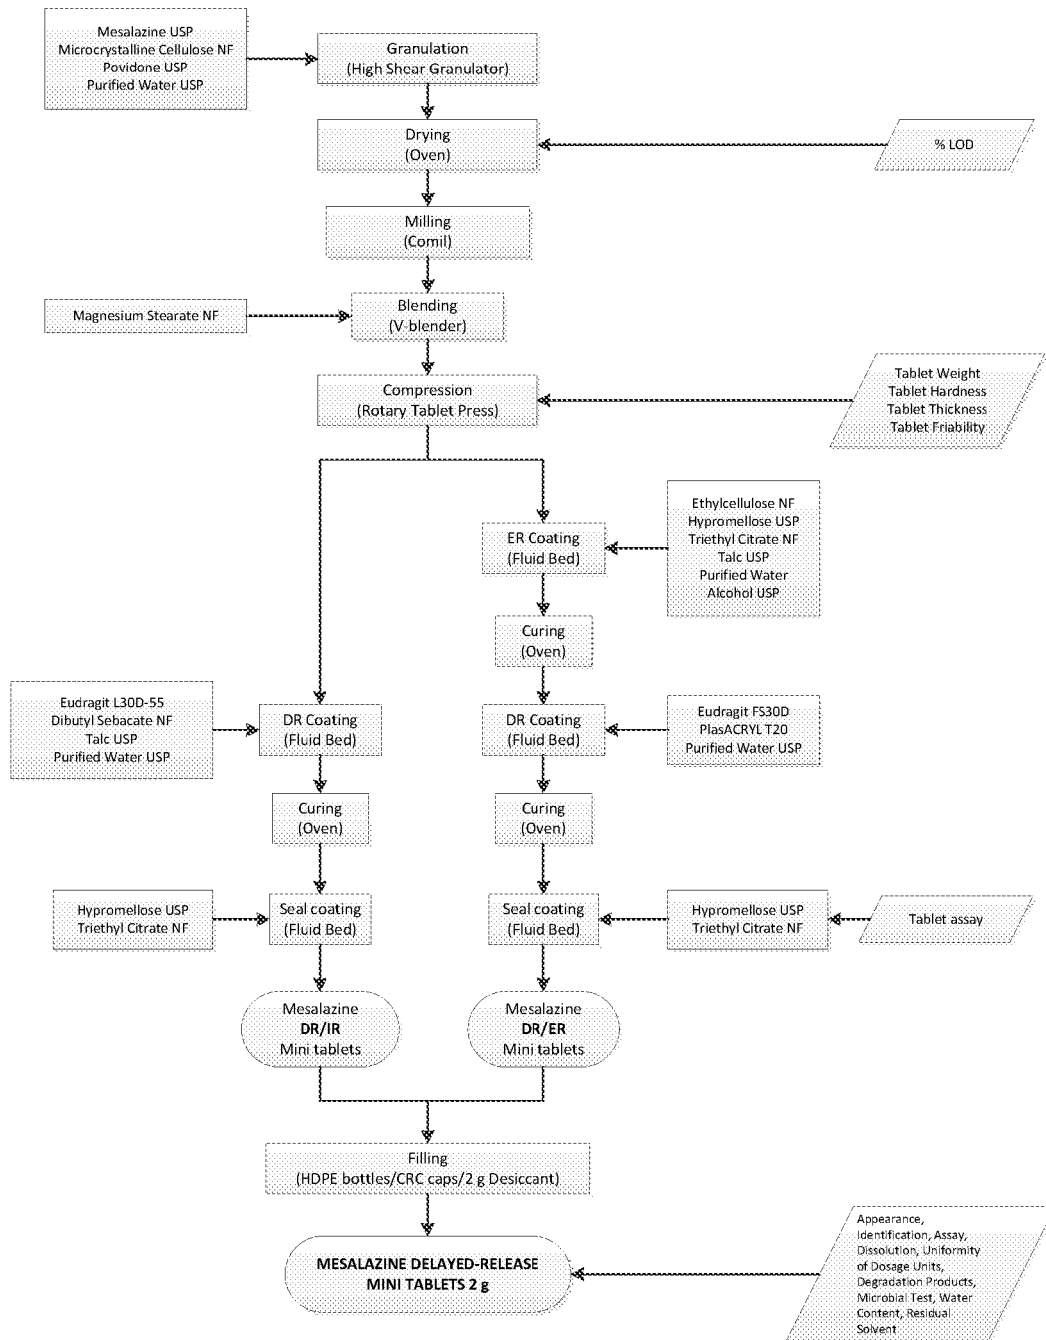 Mesalazine USP
Microcrystalline Cellulose NF
Povidone USP
Purified Water USP
Granulation
(High Shear Granulator)
Drying
(Oven)
% LOD
Milling
(Comil)
Magnesium Stearate NF
Blending
(V-blender)
Compression
(Rotary Tablet Press)
Tablet Weight
Tablet Hardness
Tablet Thickness
Tablet Friability
ER Coating
(Fluid Bed)
Ethylcellulose NF
Hypromellose USP
Triethyl Citrate NF
Talc USP
Purified Water
Alcohol USP
Curing
(Oven)
Eudragit L30D-55
Dibutyl Sebacate NF
Talc USP
Purified Water USP
DR Coating
(Fluid Bed)
DR Coating
(Fluid Bed)
Eudragit FS30D
PlasACRYL T20
Purified Water USP
Curing
(Oven)
Curing
(Oven)
Hypromellose USP
Triethyl Citrate NF
Seal coating
(Fluid Bed)
Seal coating
(Fluid Bed)
Hypromellose USP
Triethyl Citrate NF
Tablet assay
Mesalazine
DR/IR
Mini tablets
Mesalazine
DR/ER
Mini tablets
Filling
(HDPE bottles/CRC caps/2 g Desiccant)
MESALAZINE DELAYED-RELEASE
MINI TABLETS 2 g
Appearance,
Identification, Assay,
Dissolution, Uniformity
of Dosage Units,
Degradation Products,
Microbial Test, Water
Content, Residual
Solvent